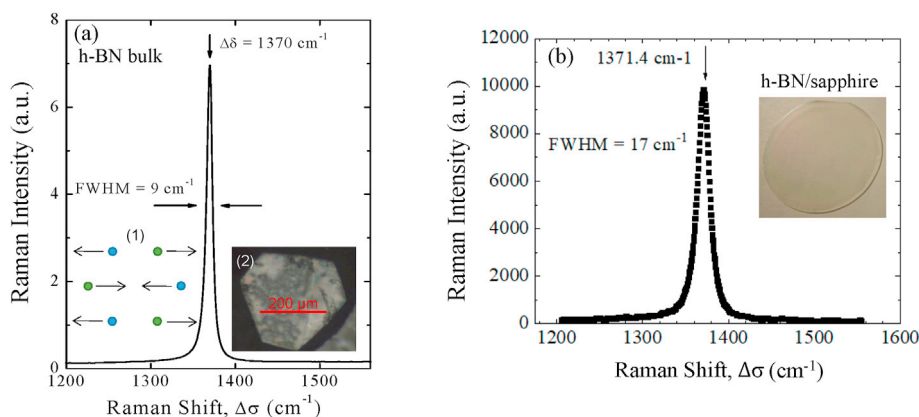 (a)
Δδ = 1370 cm⁻¹
h-BN bulk
FWHM = 9 cm⁻¹
(1)
(2)
200 μm
8
6
4
2
0
1200 1300 1400 1500
Raman Intensity (a.u.)
Raman Shift, Δσ (cm⁻¹)
(b)
1371.4 cm-1
h-BN/sapphire
FWHM = 17 cm⁻¹
12000
10000
8000
6000
4000
2000
0
1200 1300 1400 1500 1600
Raman Intensity (a.u.)
Raman Shift, Δσ (cm⁻¹)